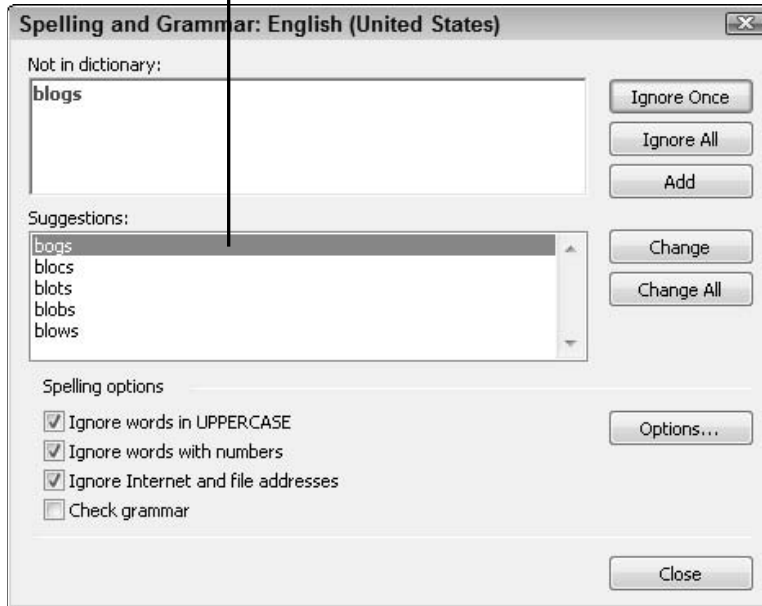 Spelling and Grammar: English (United States)
Not in dictionary:
blogs
Ignore Once
Ignore All
Add
Suggestions:
bogs
blocs
blots
blobs
blows
Change
Change All
Spelling options
Ignore words in UPPERCASE
Ignore words with numbers
Ignore Internet and file addresses
Check grammar
Options...
Close